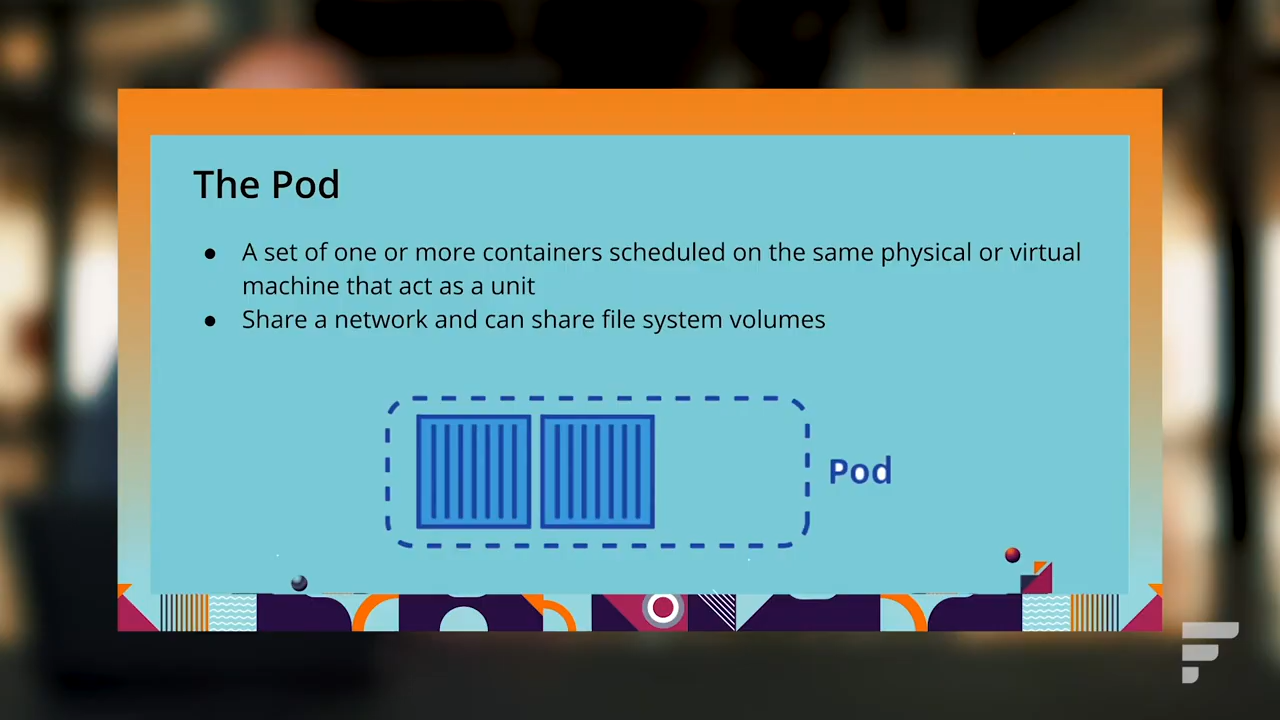 The Pod
● A set of one or more containers scheduled on the same physical or virtual
machine that act as a unit
● Share a network and can share file system volumes
Pod